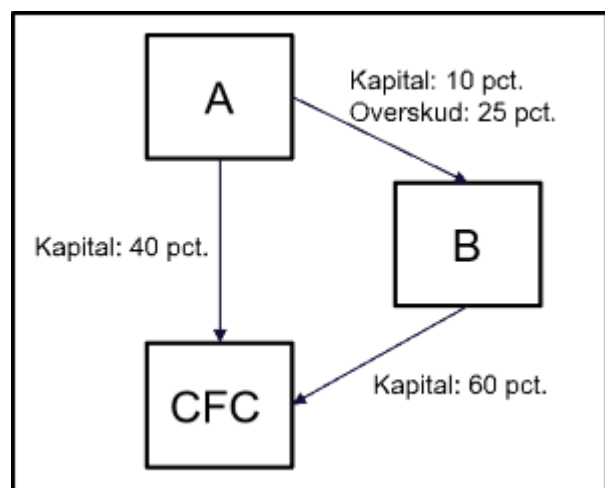 A
Kapital: 10 pct.
Overskud: 25 pct.
B
Kapital: 40 pct.
CFC
Kapital: 60 pct.